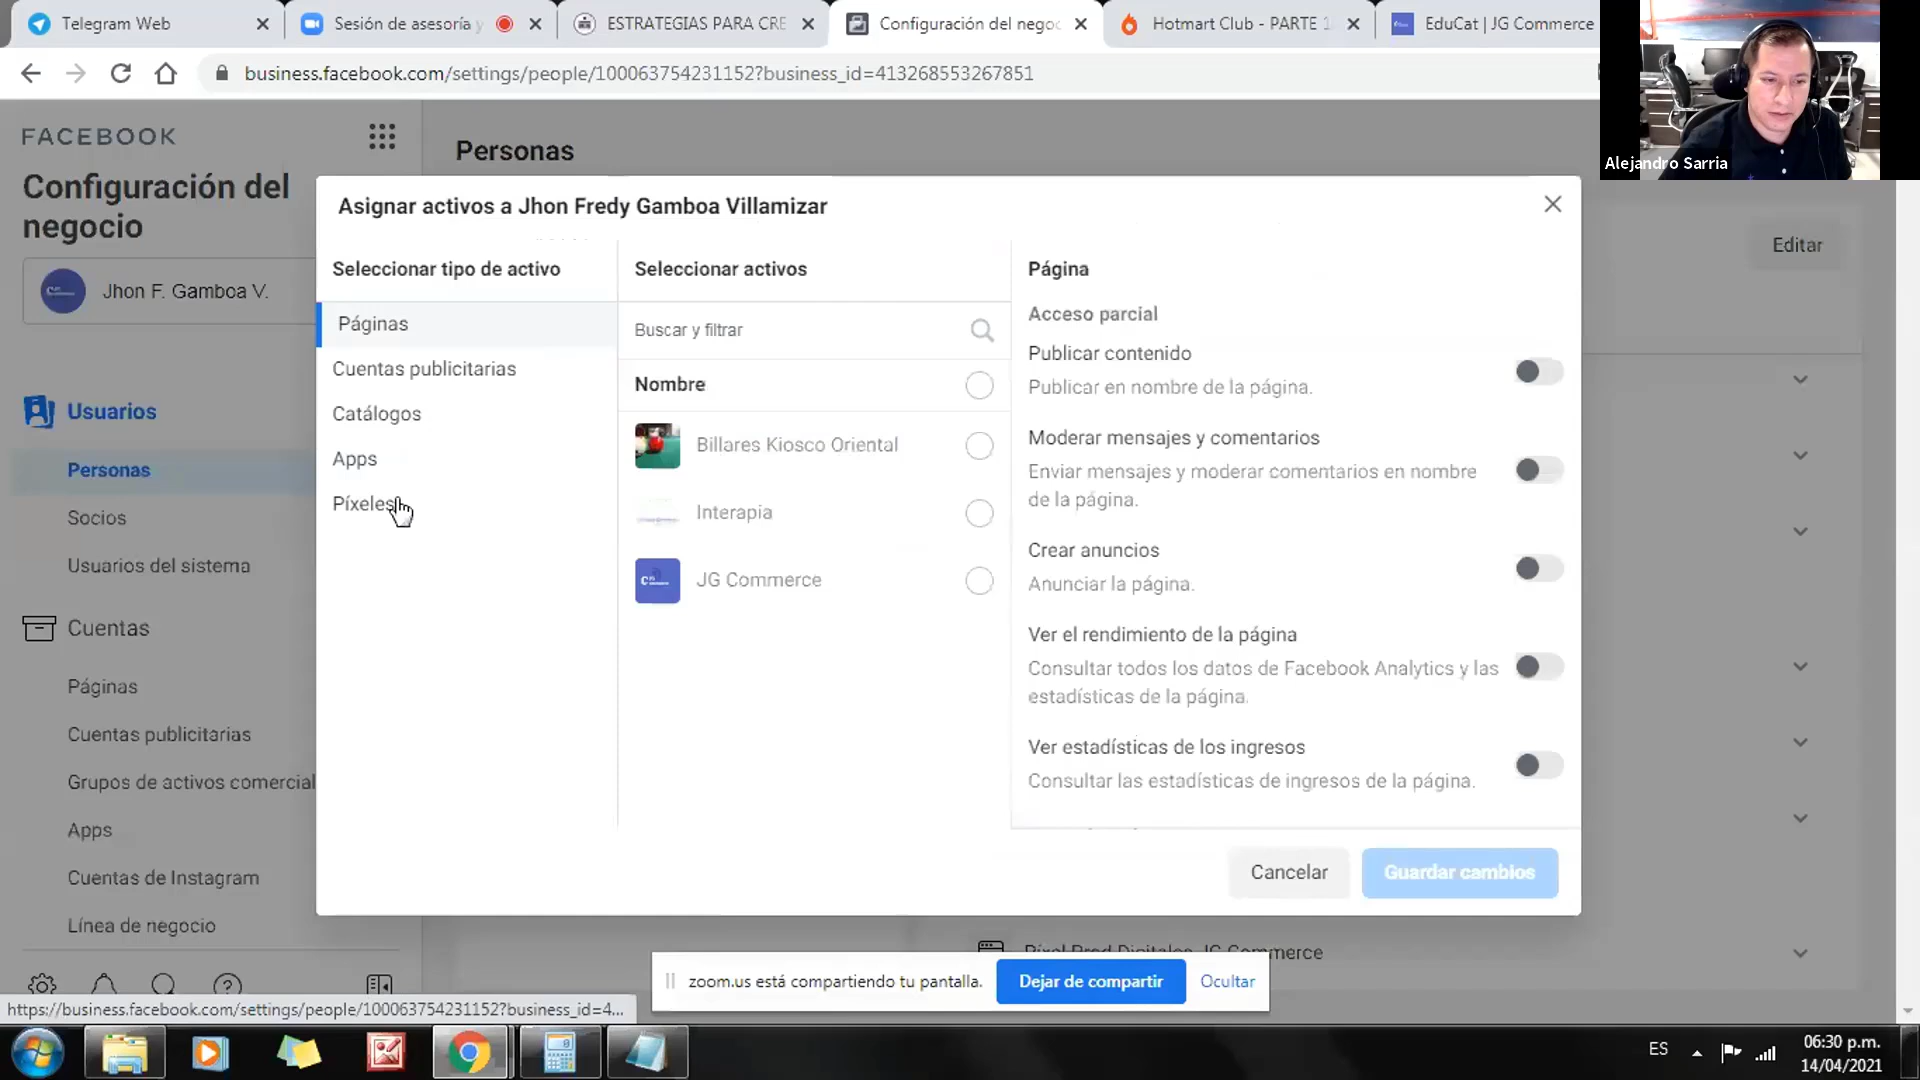 Telegram Web
Sesión de asesoría y
ESTRATEGIAS PARA CRE
Configuración del negoc
Hotmart Club - PARTE 1
EduCat | JG Commerce
business.facebook.com/settings/people/100063754231152?business_id=413268553267851
Alejandro Sarria
FACEBOOK
Configuración del
negocio
Jhon F. Gamboa V.
Usuarios
Personas
Socios
Usuarios del sistema
Cuentas
Páginas
Cuentas publicitarias
Grupos de activos comercial
Apps
Cuentas de Instagram
Línea de negocio
Personas
Editar
Asignar activos a Jhon Fredy Gamboa Villamizar
Seleccionar tipo de activo
Páginas
Cuentas publicitarias
Catálogos
Apps
Píxeles
Seleccionar activos
Buscar y filtrar
Nombre
Billares Kiosco Oriental
Interapia
JG Commerce
Página
Acceso parcial
Publicar contenido
Publicar en nombre de la página.
Moderar mensajes y comentarios
Enviar mensajes y moderar comentarios en nombre
de la página.
Crear anuncios
Anunciar la página.
Ver el rendimiento de la página
Consultar todos los datos de Facebook Analytics y las
estadísticas de la página.
Ver estadísticas de los ingresos
Consultar las estadísticas de ingresos de la página.
Cancelar
Guardar cambios
Píxel Prod Digitales JG Commerce
zoom.us está compartiendo tu pantalla.
Dejar de compartir
Ocultar
https://business.facebook.com/settings/people/100063754231152?business_id=4...
ES
06:30 p.m.
14/04/2021